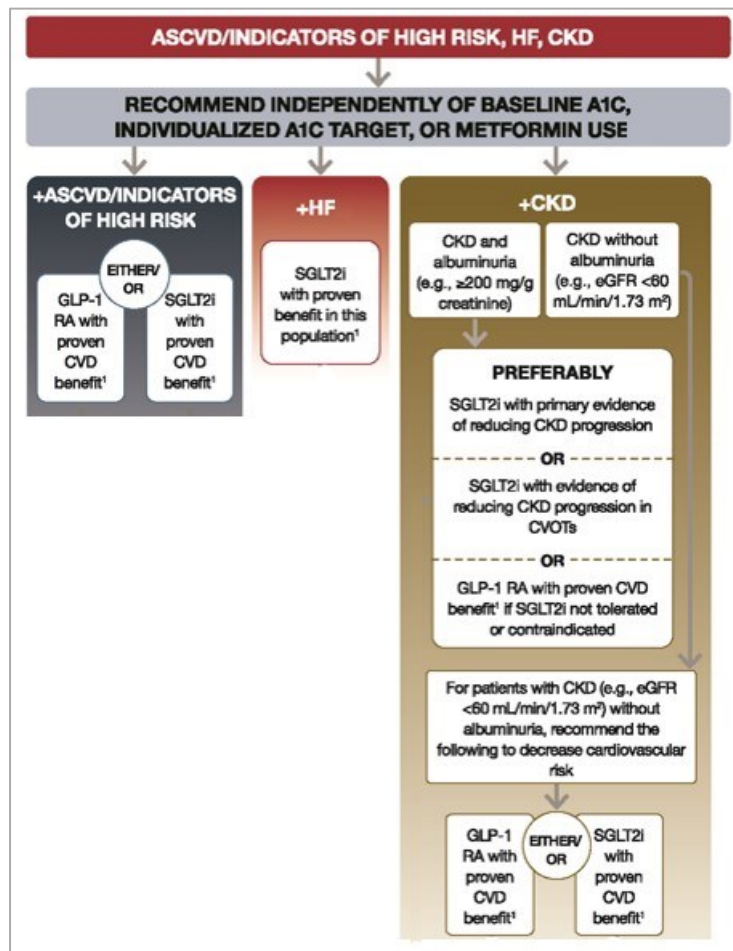 ASCVD/INDICATORS OF HIGH RISK, HF, CKD
RECOMMEND INDEPENDENTLY OF BASELINE A1C,
INDIVIDUALIZED A1C TARGET, OR METFORMIN USE
+ASCVD/INDICATORS
OF HIGH RISK
EITHER/
OR
GLP-1
RA with
proven
CVD
benefit¹
SGLT2i
with
proven
CVD
benefit¹
+HF
SGLT2i
with proven
benefit in this
population¹
+CKD
CKD and
albuminuria
(e.g., ≥200 mg/g
creatinine)
CKD without
albuminuria
(e.g., eGFR <60
mL/min/1.73 m²)
PREFERABLY
SGLT2i with primary evidence
of reducing CKD progression
OR
SGLT2i with evidence of
reducing CKD progression in
CVOTs
OR
GLP-1 RA with proven CVD
benefit¹ if SGLT2i not tolerated
or contraindicated
For patients with CKD (e.g., eGFR
<60 mL/min/1.73 m²) without
albuminuria, recommend the
following to decrease cardiovascular
risk
GLP-1
RA with
proven
CVD
benefit¹
EITHER/
OR
SGLT2i
with
proven
CVD
benefit¹